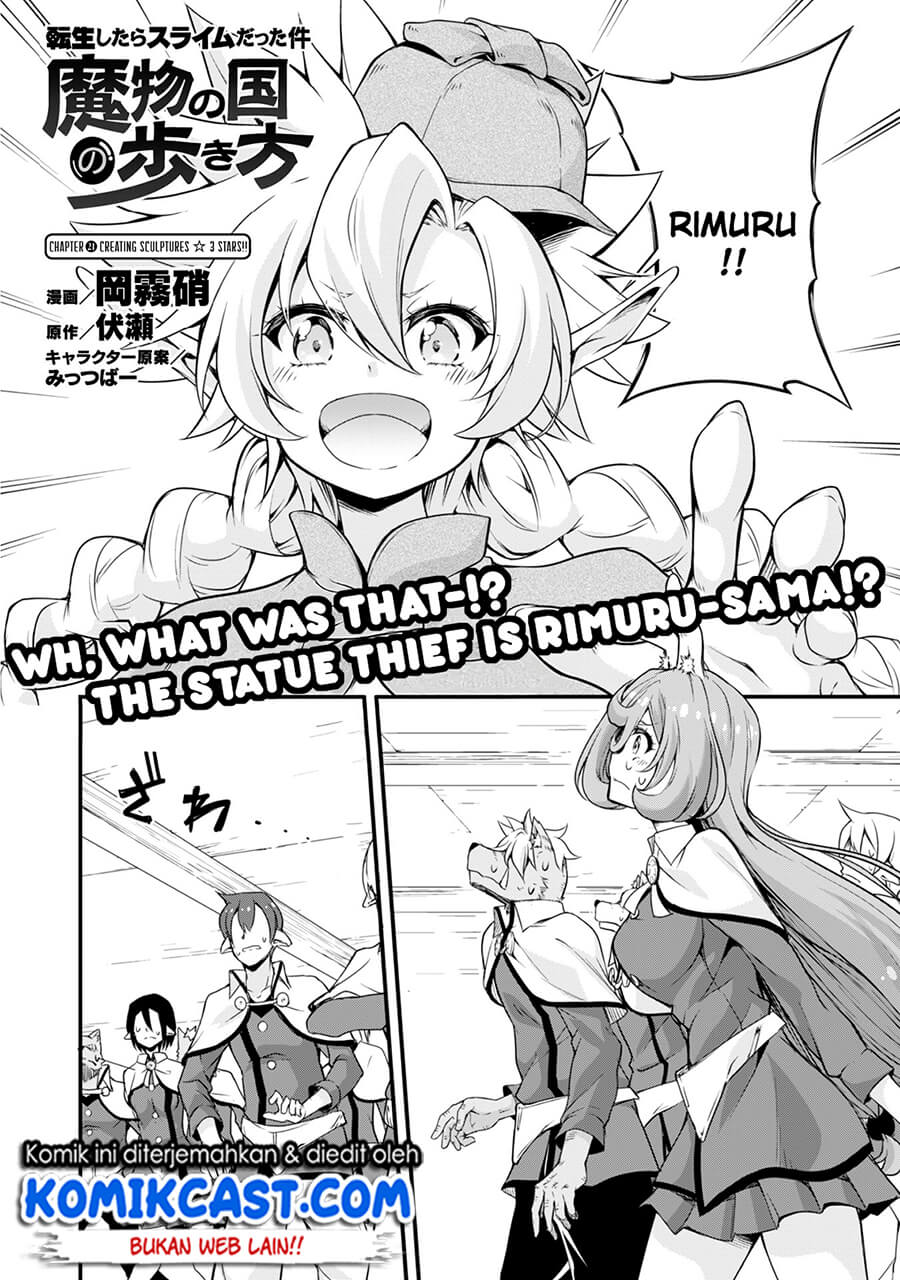 転生したらスライムだった件
魔物の国
の歩き方
CHAPTER 21 CREATING SCULPTURES ☆ 3 STARS!!
漫画/岡霧硝
原作/伏瀬
キャラクター原案/
みっつばー
RIMURU
!!
WH, WHAT WAS THAT-!?
THE STATUE THIEF IS RIMURU-SAMA!?
ざわ…
Komik ini diterjemahkan & diedit oleh
KOMIKCAST.COM
BUKAN WEB LAIN!!